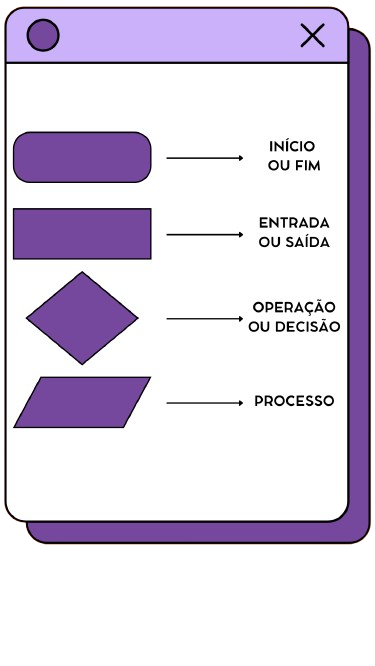 INÍCIO
OU FIM
ENTRADA
OU SAÍDA
OPERAÇÃO
OU DECISÃO
PROCESSO